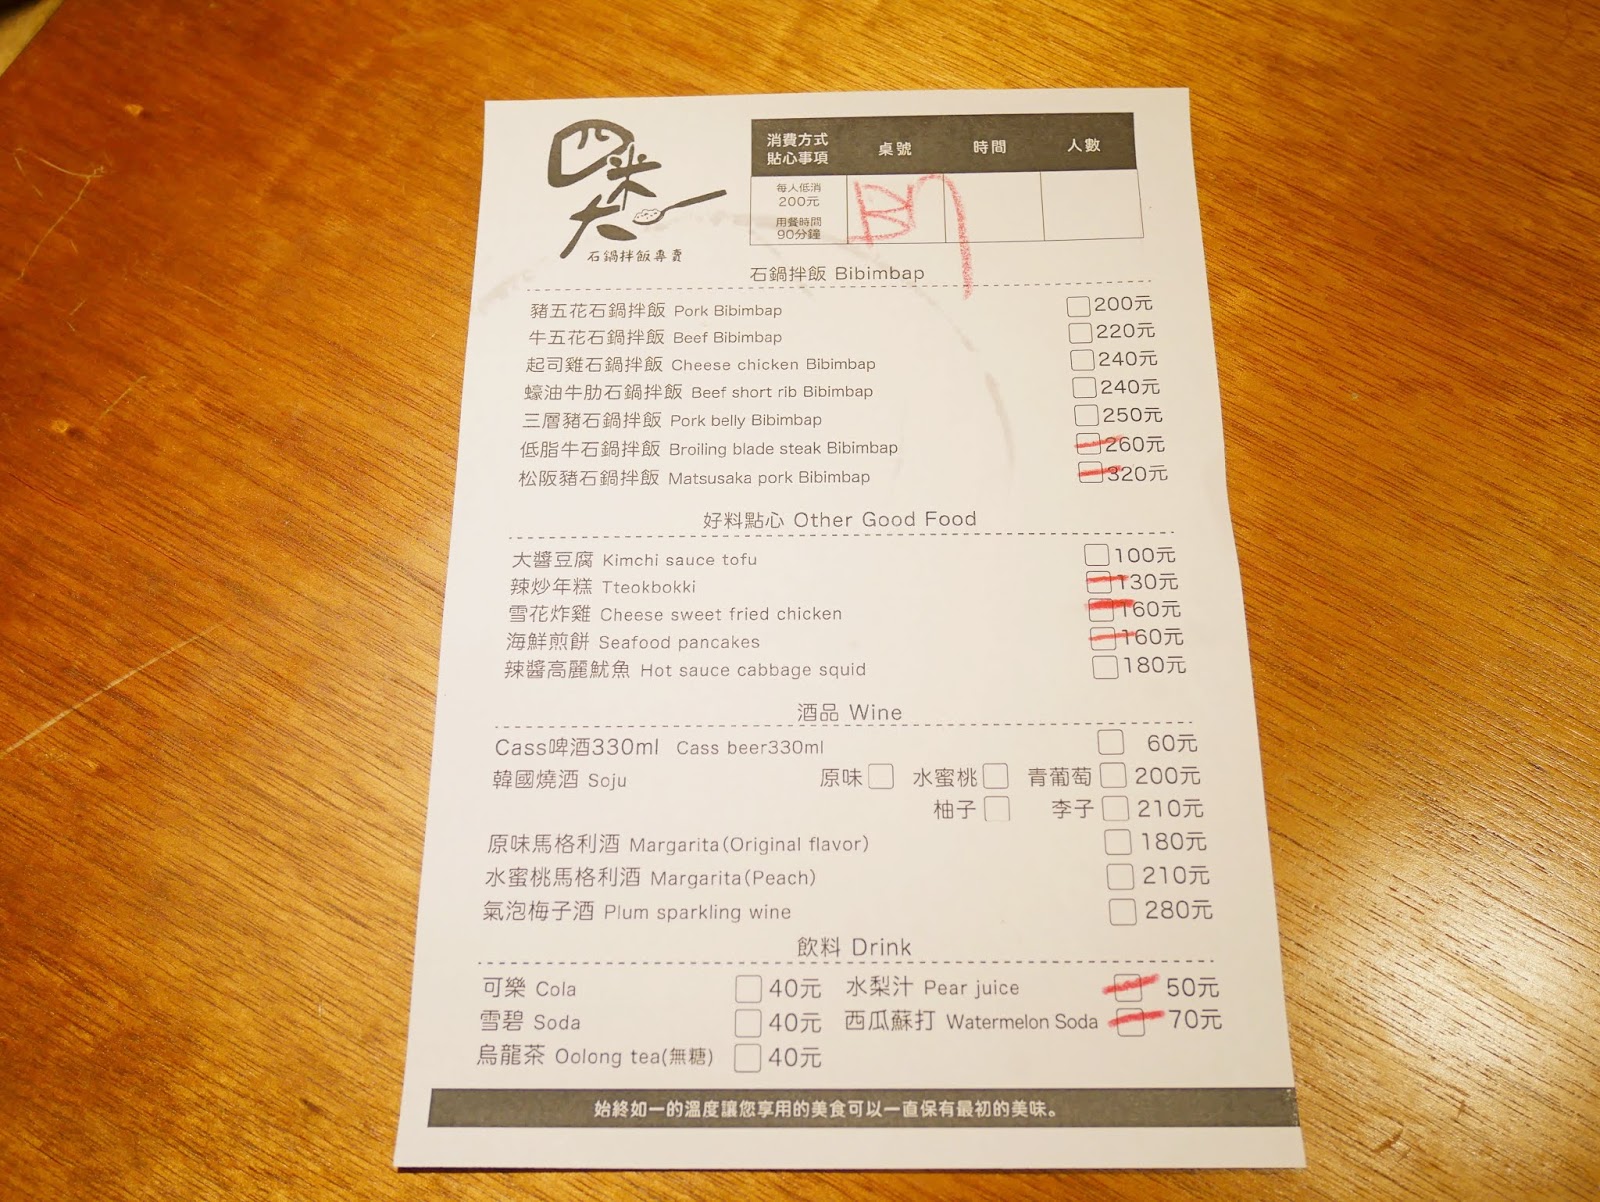 四米大
石鍋拌飯專賣
消費方式 貼心事項 桌號 時間 人數
每人低消 200元
用餐時間 90分鐘
石鍋拌飯 Bibimbap
豬五花石鍋拌飯 Pork Bibimbap 200元
牛五花石鍋拌飯 Beef Bibimbap 220元
起司雞石鍋拌飯 Cheese chicken Bibimbap 240元
蠔油牛肋石鍋拌飯 Beef short rib Bibimbap 240元
三層豬石鍋拌飯 Pork belly Bibimbap 250元
低脂牛石鍋拌飯 Broiling blade steak Bibimbap 260元
松阪豬石鍋拌飯 Matsusaka pork Bibimbap 320元
好料點心 Other Good Food
大醬豆腐 Kimchi sauce tofu 100元
辣炒年糕 Tteokbokki 130元
雪花炸雞 Cheese sweet fried chicken 160元
海鮮煎餅 Seafood pancakes 160元
辣醬高麗魷魚 Hot sauce cabbage squid 180元
酒品 Wine
Cass啤酒330ml Cass beer330ml 60元
韓國燒酒 Soju 原味 水蜜桃 青葡萄 200元
柚子 李子 210元
原味馬格利酒 Margarita(Original flavor) 180元
水蜜桃馬格利酒 Margarita(Peach) 210元
氣泡梅子酒 Plum sparkling wine 280元
飲料 Drink
可樂 Cola 40元 水梨汁 Pear juice 50元
雪碧 Soda 40元 西瓜蘇打 Watermelon Soda 70元
烏龍茶 Oolong tea(無糖) 40元
始終如一的溫度讓您享用的美食可以一直保有最初的美味。